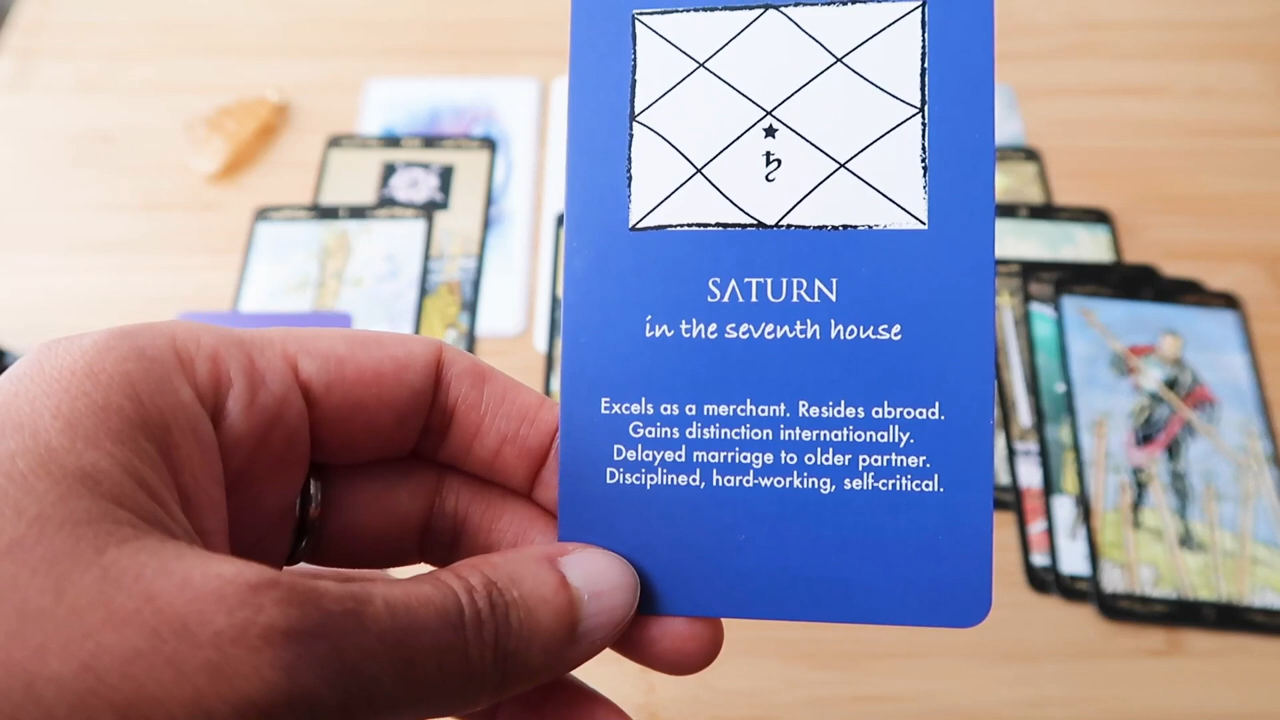 SATURN
in the seventh house
Excels as a merchant. Resides abroad.
Gains distinction internationally.
Delayed marriage to older partner.
Disciplined, hard-working, self-critical.